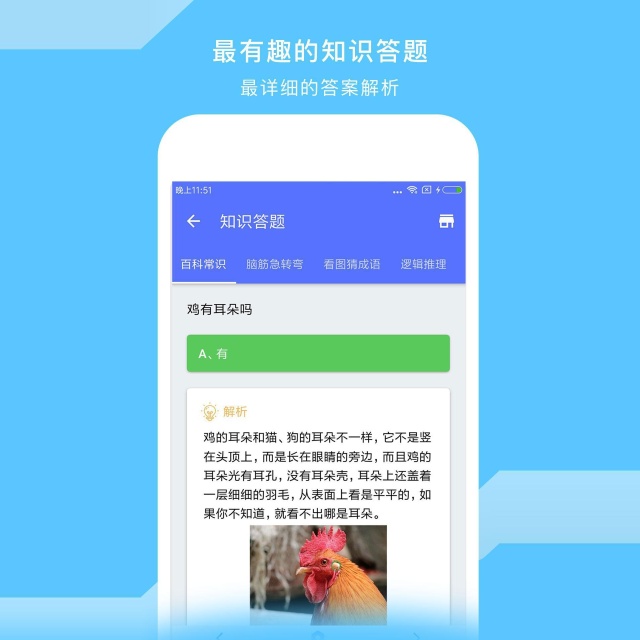 最有趣的知识答题
最详细的答案解析
晚上11:51
知识答题
百科常识 脑筋急转弯 看图猜成语 逻辑推理
鸡有耳朵吗
A、有
解析
鸡的耳朵和猫、狗的耳朵不一样，它不是竖
在头顶上，而是长在眼睛的旁边，而且鸡的
耳朵光有耳孔，没有耳朵壳，耳朵上还盖着
一层细细的羽毛，从表面上看是平平的，如
果你不知道，就看不出哪是耳朵。